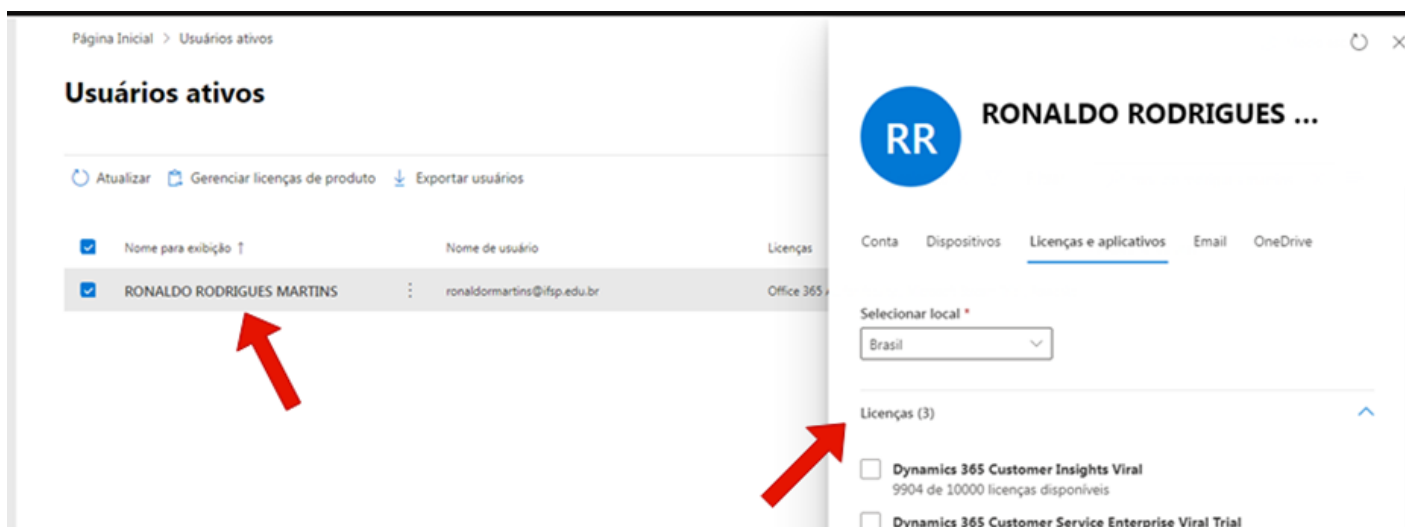 Página Inicial > Usuários ativos
Usuários ativos
Atualizar Gerenciar licenças de produto Exportar usuários
Nome para exibição ↑ Nome de usuário Licenças
RONALDO RODRIGUES MARTINS ronaldormartins@ifsp.edu.br Office 365
RR
RONALDO RODRIGUES ...
Conta Dispositivos Licenças e aplicativos Email OneDrive
Selecionar local *
Brasil
Licenças (3)
Dynamics 365 Customer Insights Viral
9904 de 10000 licenças disponíveis
Dynamics 365 Customer Service Enterprise Viral Trial